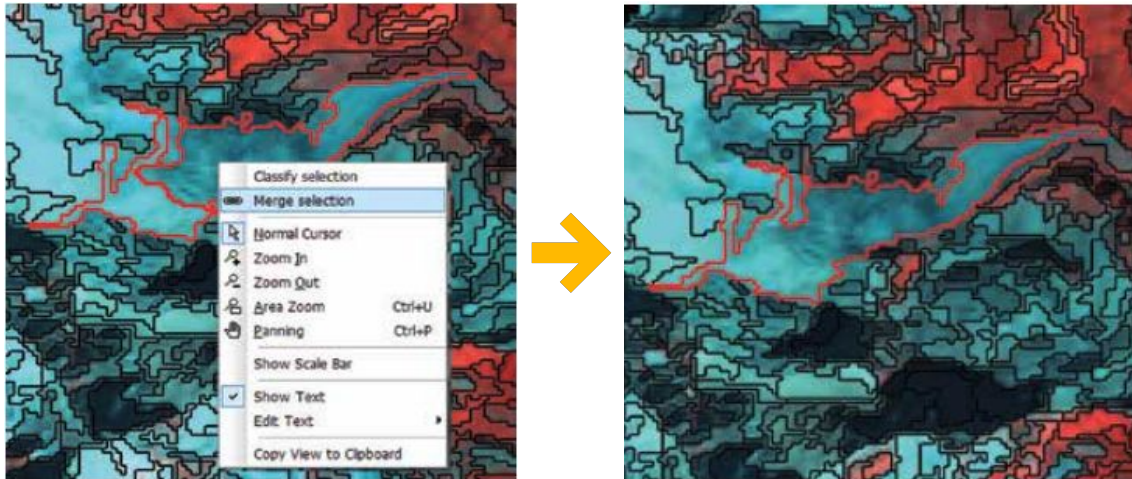 Classify selection
Merge selection
Normal Cursor
Zoom In
Zoom Out
Area Zoom Ctrl+U
Panning Ctrl+P
Show Scale Bar
Show Text
Edit Text
Copy View to Clipboard